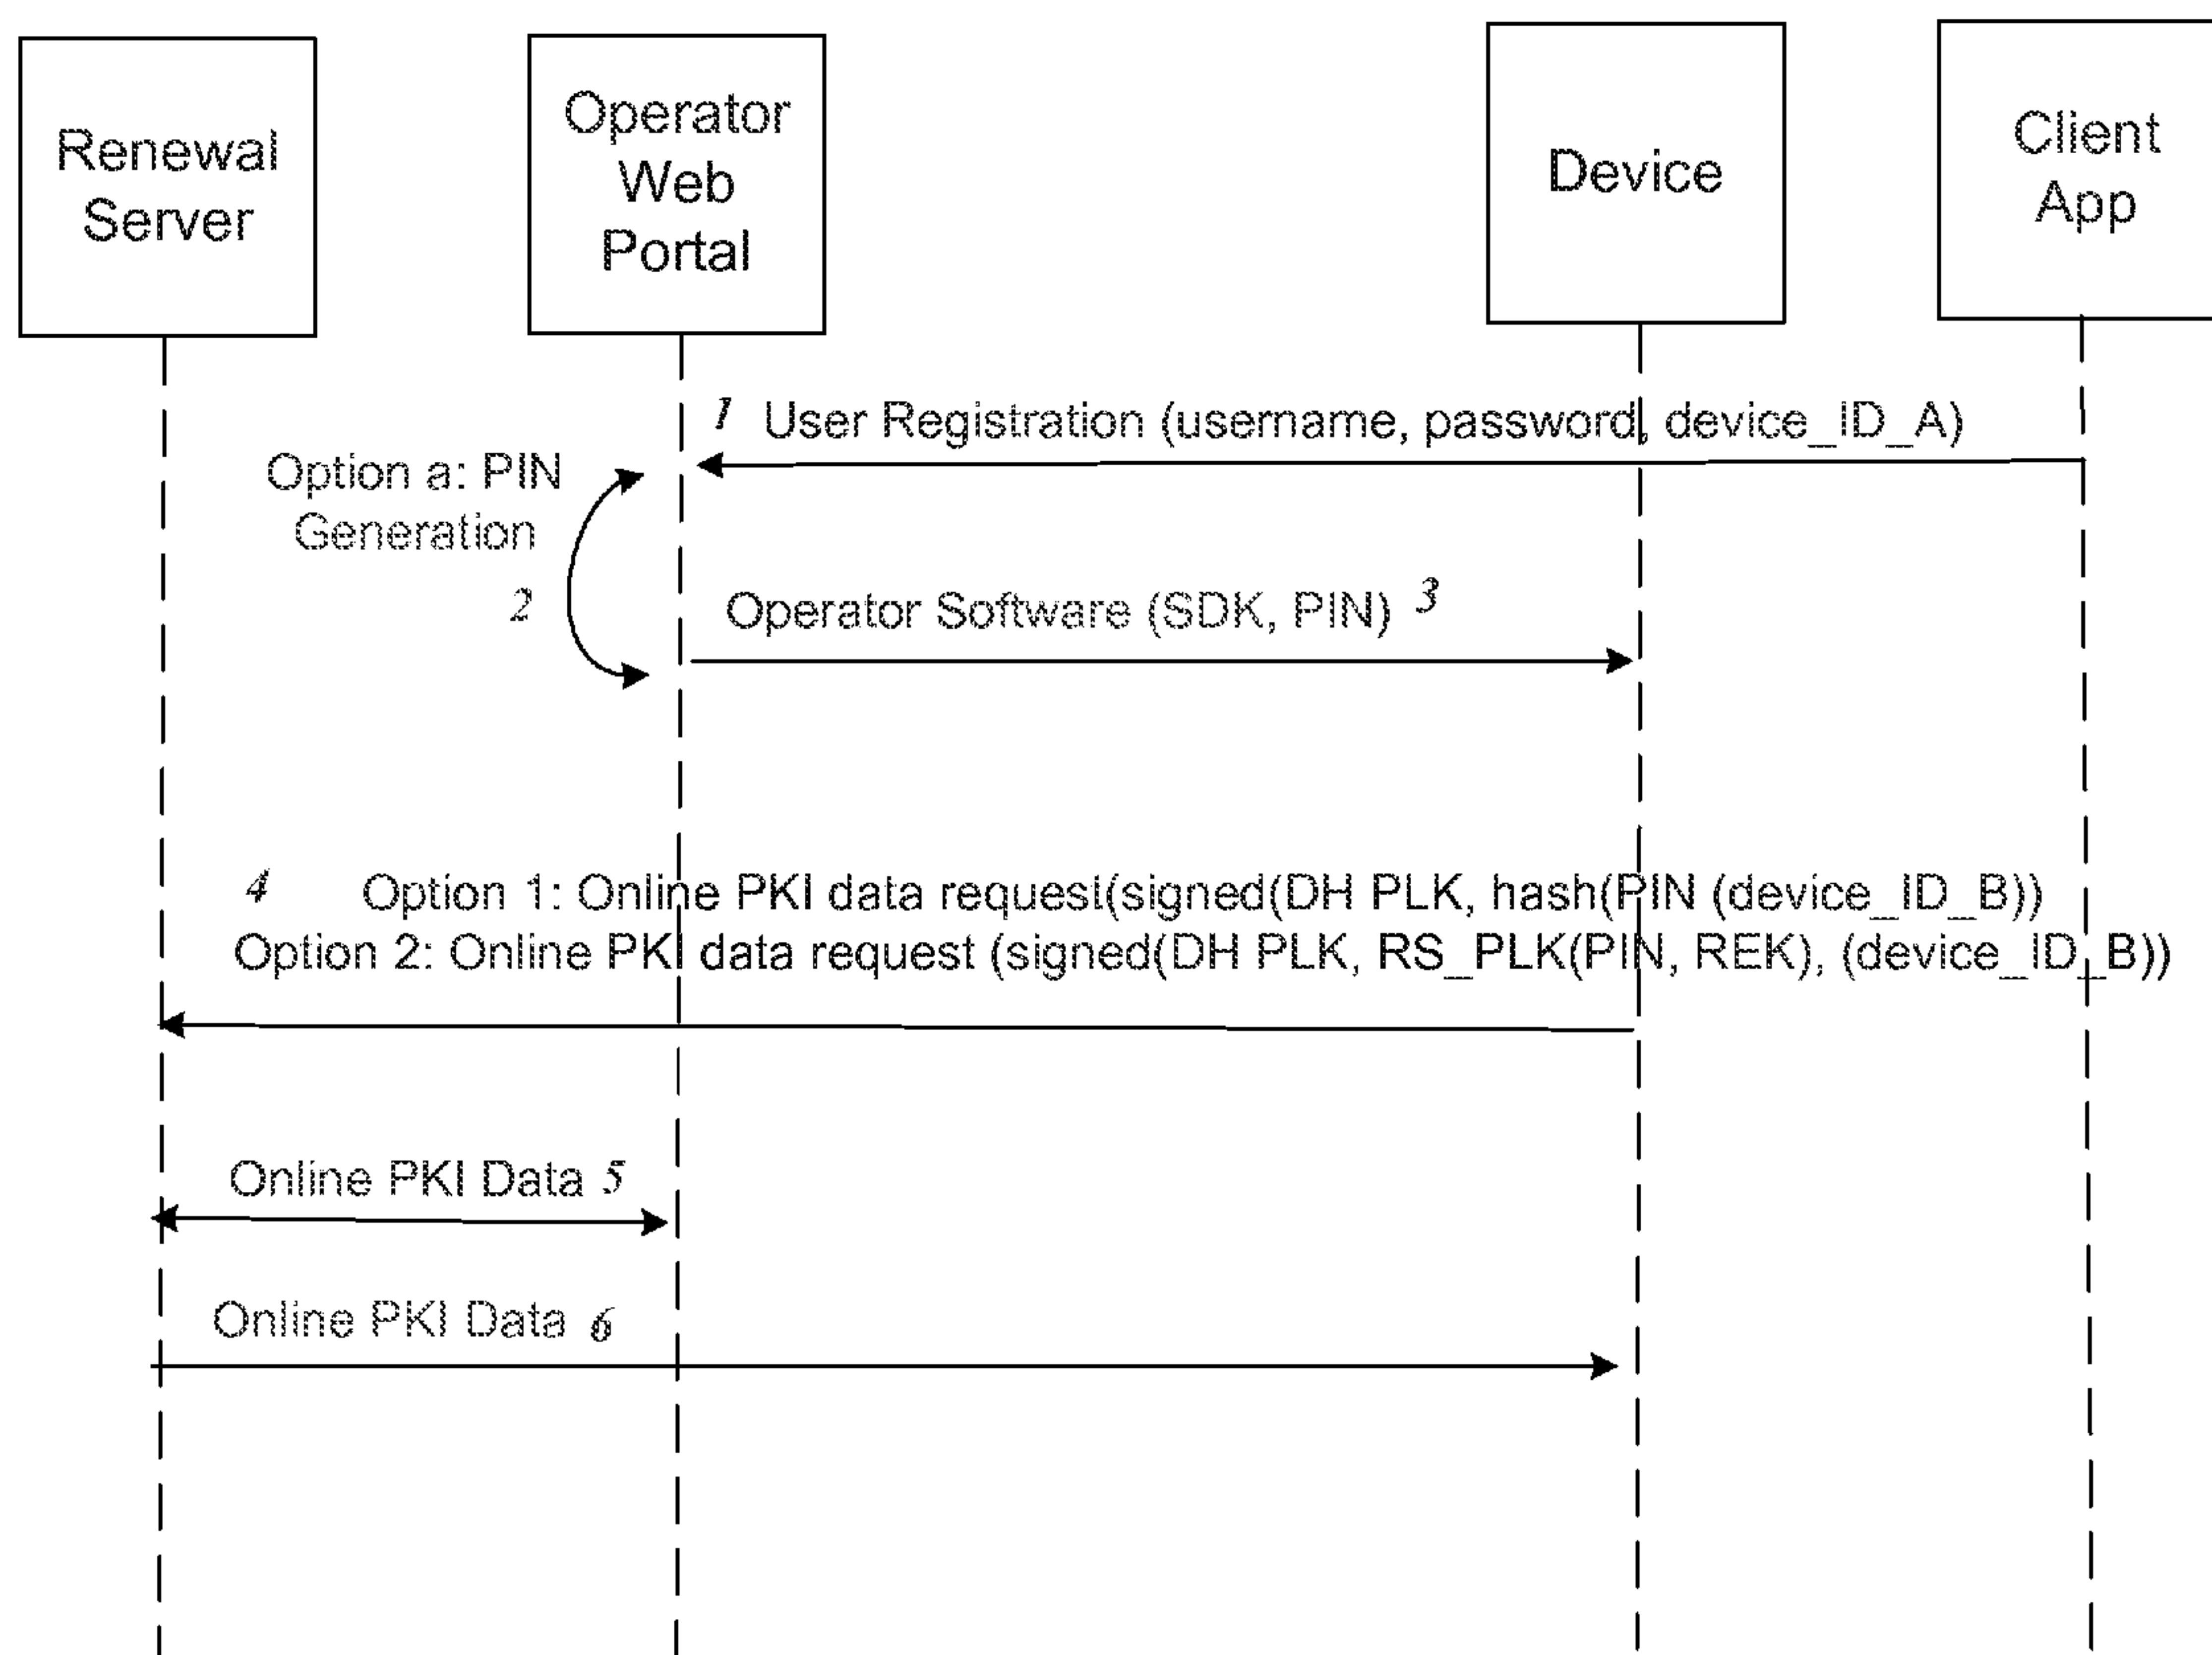 Renewal
Server
Operator
Web
Portal
Device
Client
App
1 User Registration (username, password, device_ID_A)
Option a: PIN
Generation
2
Operator Software (SDK, PIN) 3
4 Option 1: Online PKI data request(signed(DH PLK, hash(PIN (device_ID_B))
Option 2: Online PKI data request (signed(DH PLK, RS_PLK(PIN, REK), (device_ID_B))
Online PKI Data 5
Online PKI Data 6